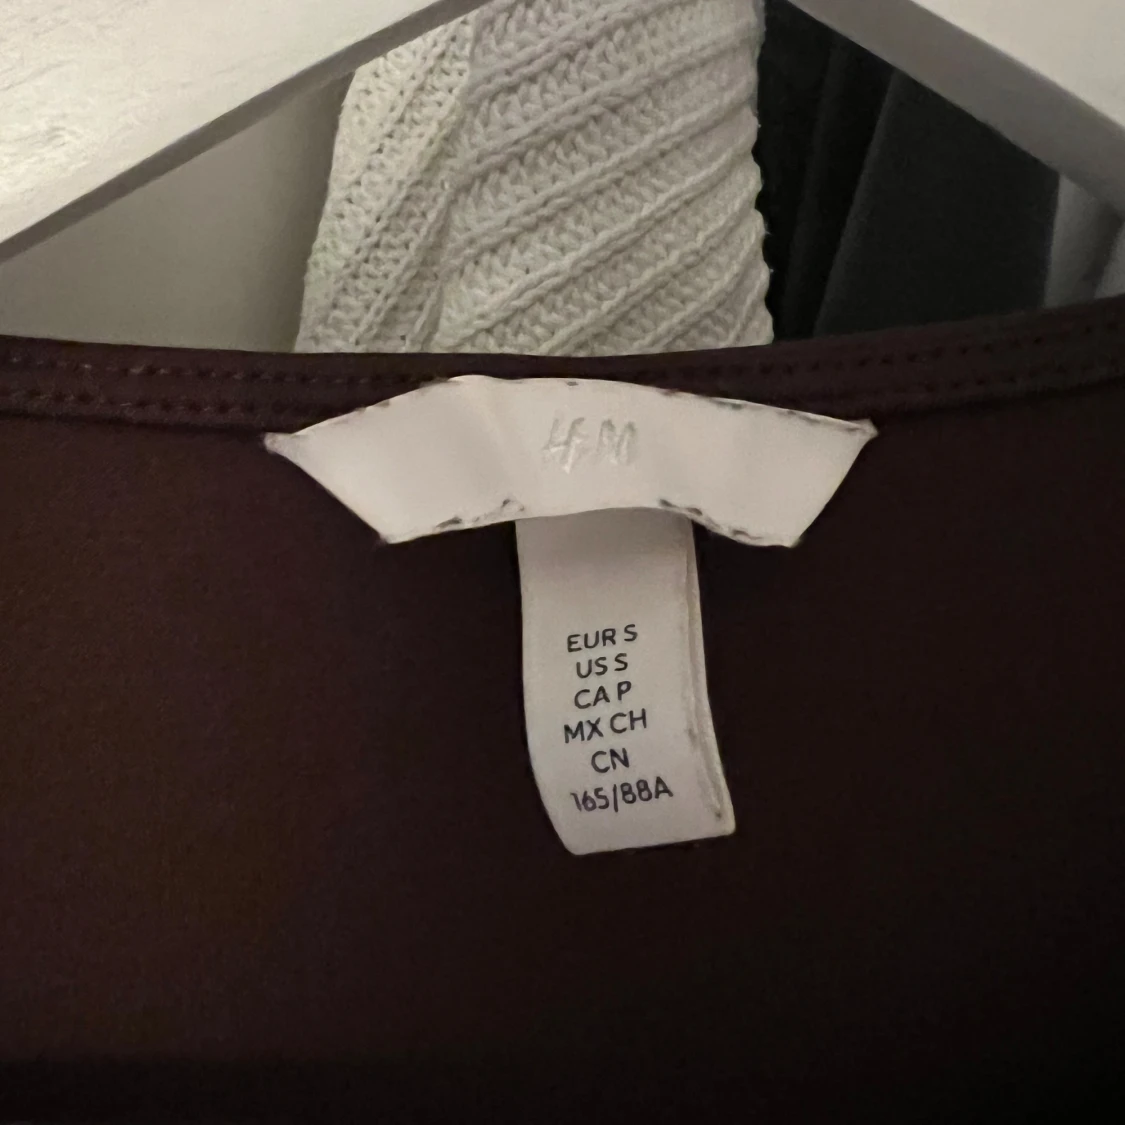 H&M
EUR S
US S
CA P
MX CH
CN
165/88A